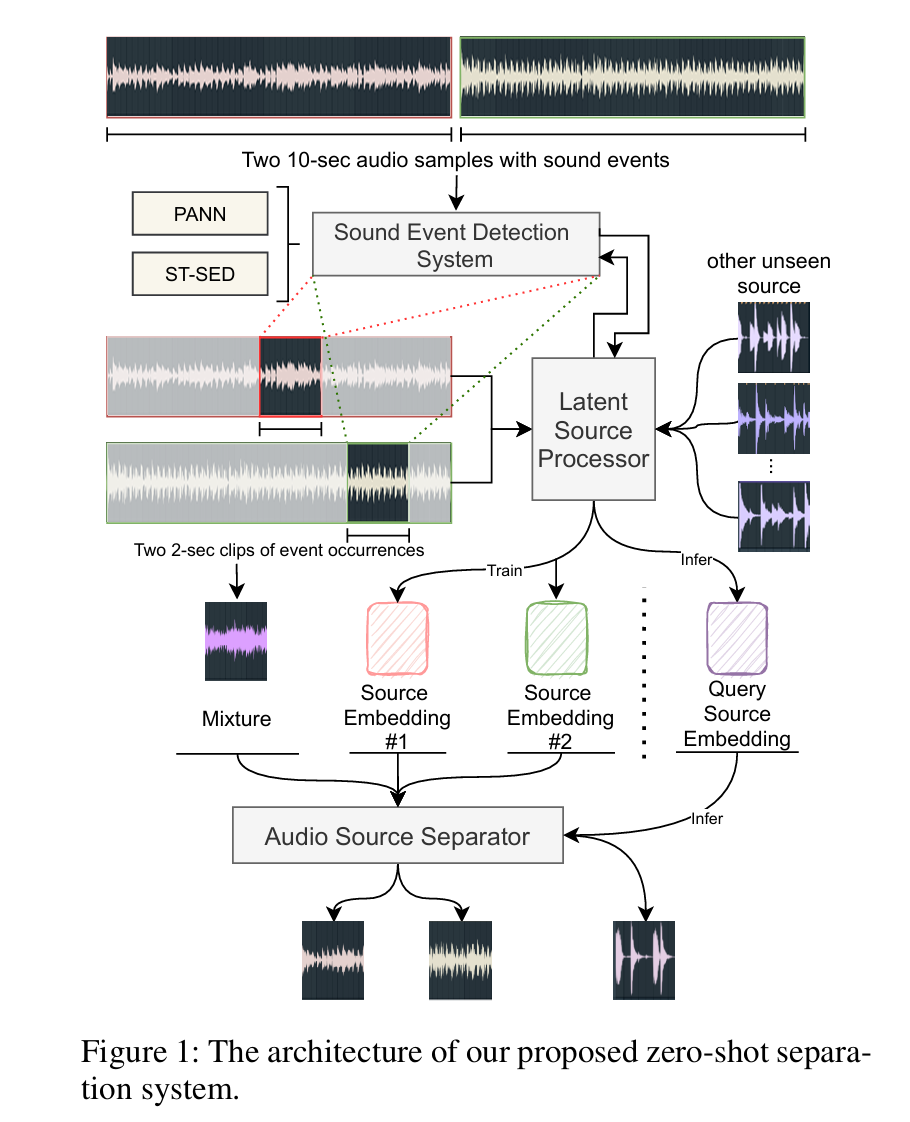 Two 10-sec audio samples with sound events
PANN
ST-SED
Sound Event Detection
System
other unseen
source
Latent
Source
Processor
...
Two 2-sec clips of event occurrences
Train
Infer
Mixture
Source
Embedding
#1
Source
Embedding
#2
Query
Source
Embedding
Infer
Audio Source Separator
Figure 1: The architecture of our proposed zero-shot separa-
tion system.